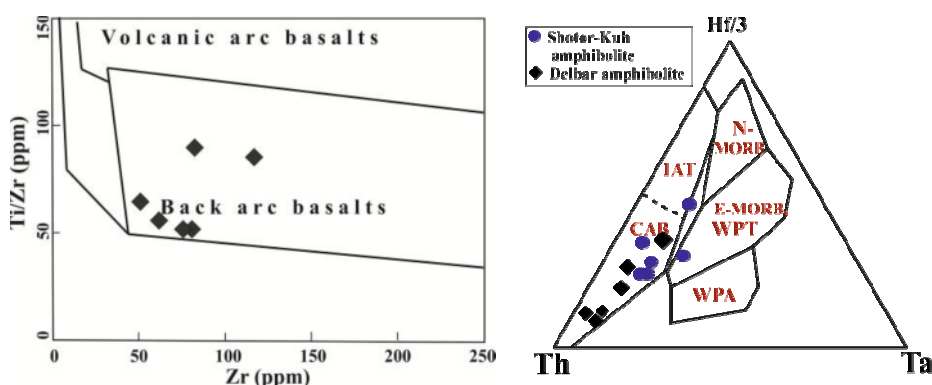 150
100
50
0
Ti/Zr (ppm)
Volcanic arc basalts
Back arc basalts
0 50 100 150 200 250
Zr (ppm)
Hf/3
Shotor-Kuh
amphibolite
Delbar amphibolite
N-
MORB
IAT
E-MORB,
WPT
CAB
WPA
Th
Ta